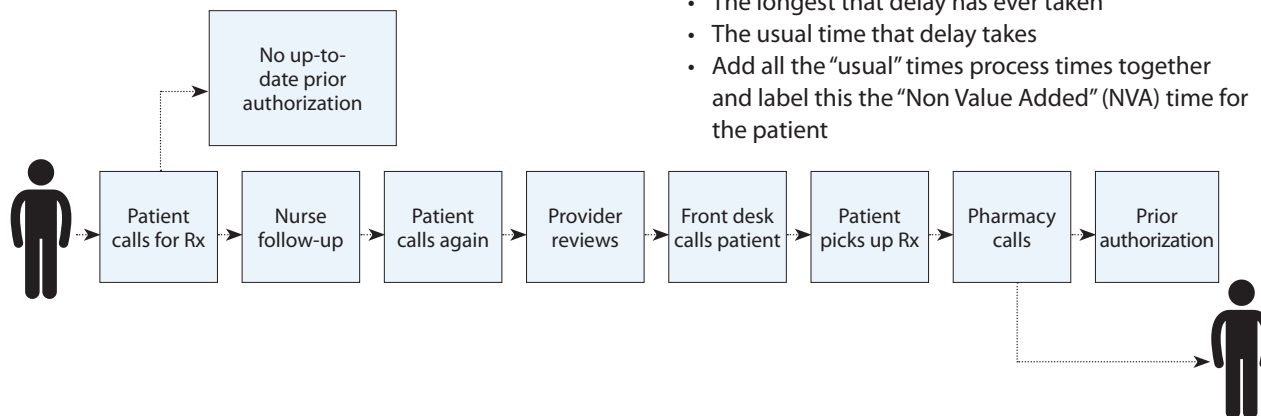 • The longest that delay has ever taken
• The usual time that delay takes
• Add all the “usual” times process times together
and label this the “Non Value Added” (NVA) time for
the patient
No up-to-
date prior
authorization
Patient
calls for Rx
Nurse
follow-up
Patient
calls again
Provider
reviews
Front desk
calls patient
Patient
picks up Rx
Pharmacy
calls
Prior
authorization